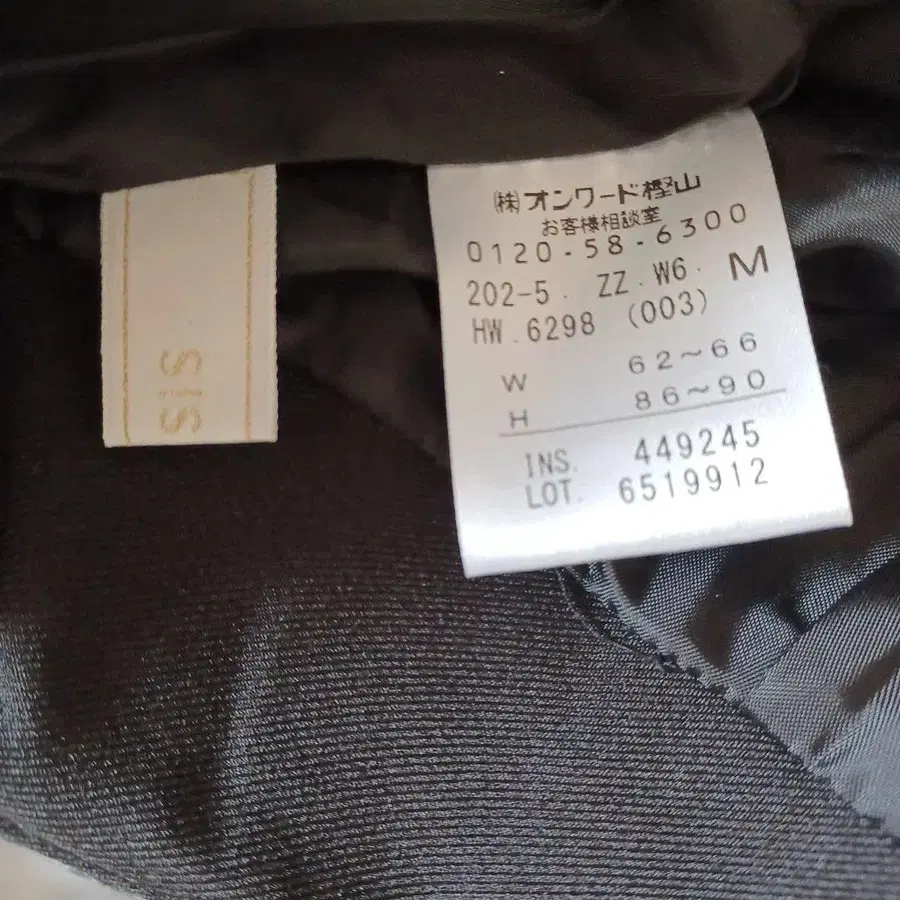 SiS
㈱オンワード樫山
お客様相談室
0120-58-6300
202-5. ZZ.W6. M
HW.6298 (003)
W 62～66
H 86～90
INS. 449245
LOT. 6519912